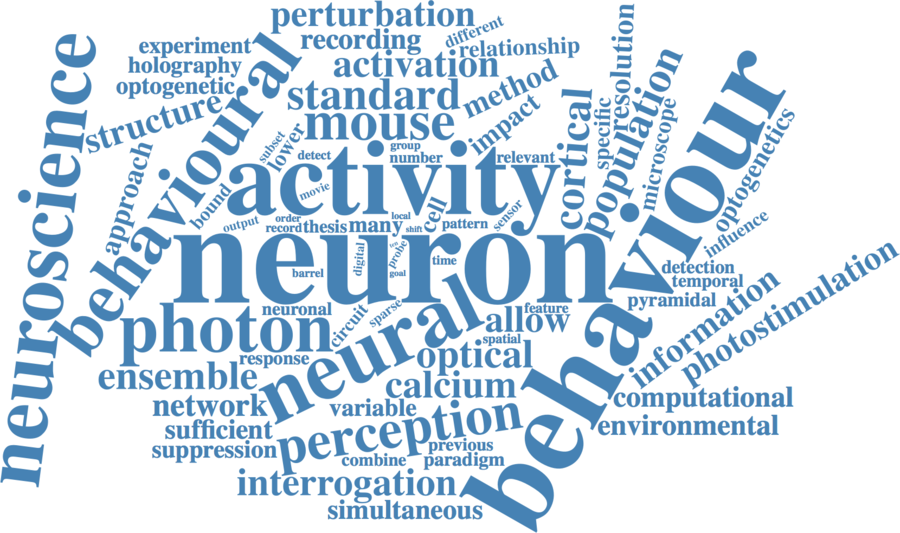 perturbation
different
experiment
recording
relationship
holography
activation
optogenetic
standard
method
resolution
structure
mouse
impact
specific
population
microscope
cortical
behavioural
neuroscience
subset
lower
detect
group
number
relevant
optogenetics
approach
activity
movie
bound
output
order
record
thesis
many
local
shift
cell
pattern
sensor
influence
behaviour
neuron
digital
probe
ten
goal
time
barrel
detection
temporal
pyramidal
information
photostimulation
neuronal
circuit
sparse
neural
allow
feature
spatial
photon
response
optical
ensemble
calcium
computational
network
variable
environmental
sufficient
perception
suppression
previous
combine
paradigm
interrogation
simultaneous